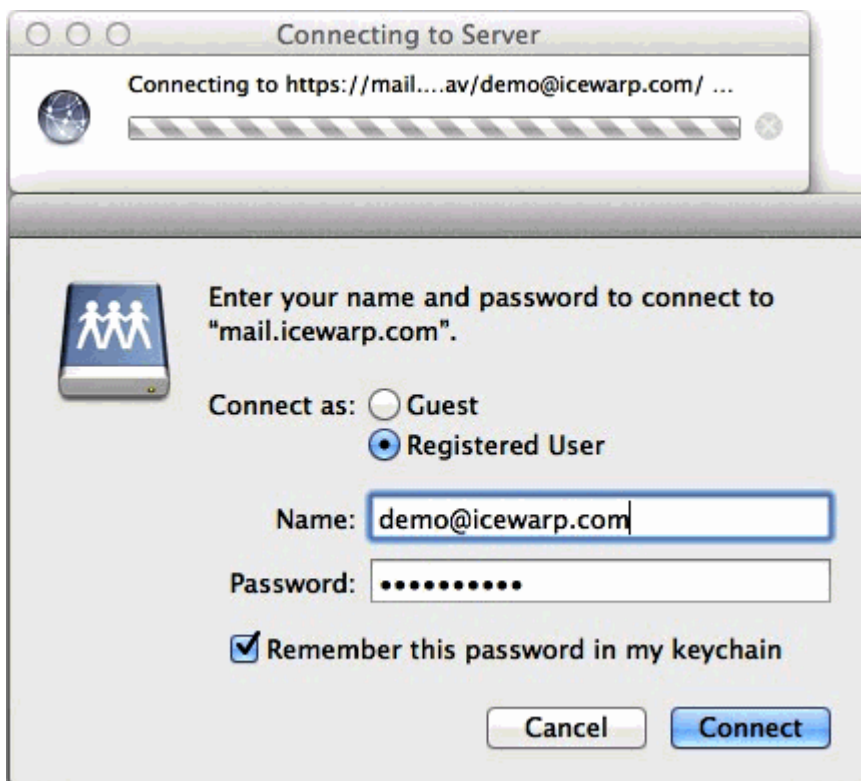 Connecting to Server
Connecting to https://mail....av/demo@icewarp.com/ ...
Enter your name and password to connect to
“mail.icewarp.com”.
Connect as: Guest
Registered User
Name: demo@icewarp.com
Password: ••••••••••
Remember this password in my keychain
Cancel Connect